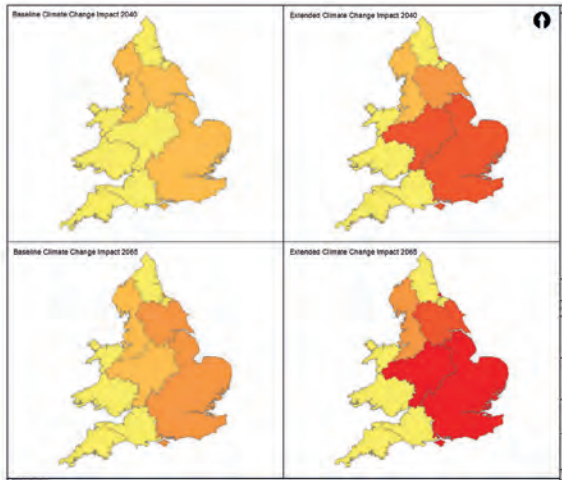 Baseline Climate Change Impact 2040
Extended Climate Change Impact 2040
Baseline Climate Change Impact 2065
Extended Climate Change Impact 2065